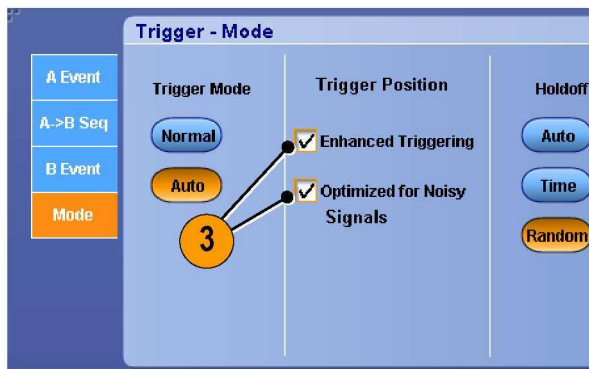 Trigger - Mode
A Event
A->B Seq
B Event
Mode
Trigger Mode
Normal
Auto
3
Trigger Position
Enhanced Triggering
Optimized for Noisy
Signals
Holdoff
Auto
Time
Random